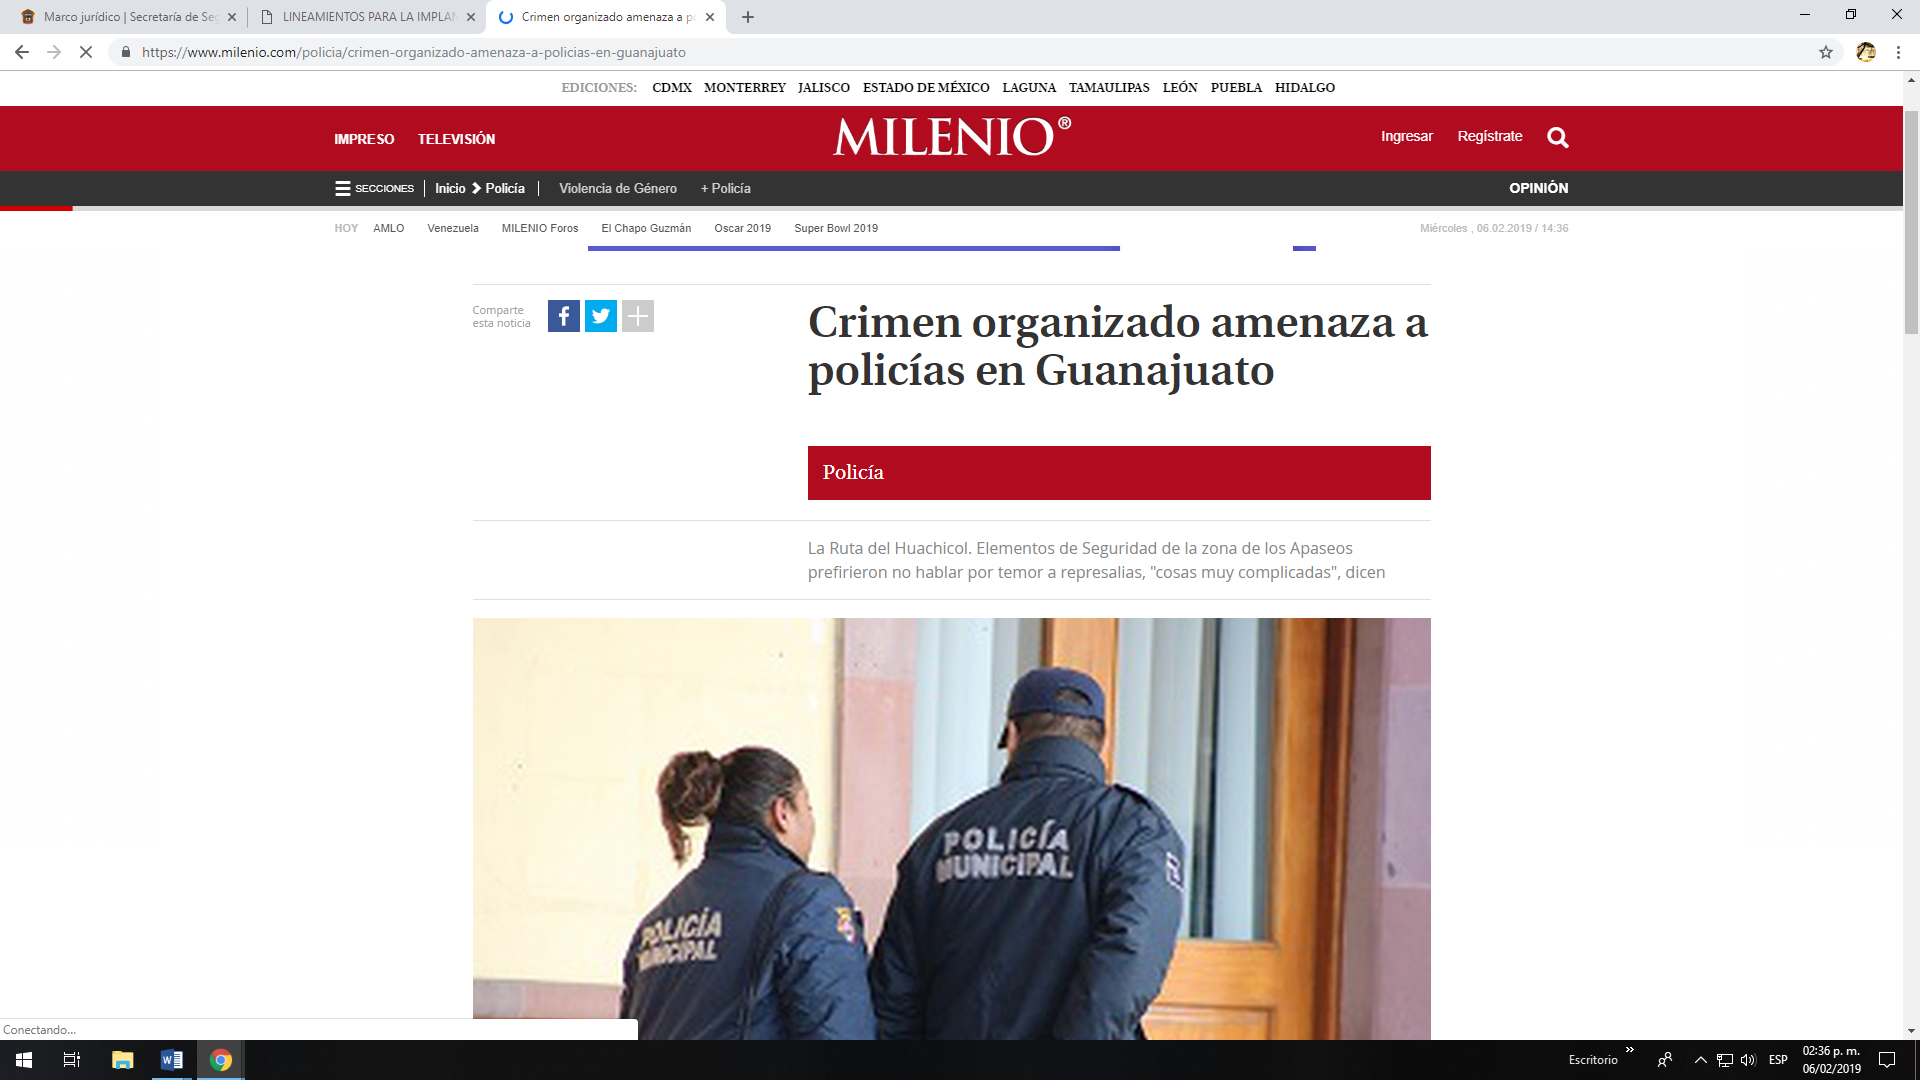 Marco jurídico | Secretaría de Seg
LINEAMIENTOS PARA LA IMPLAN
Crimen organizado amenaza a po
https://www.milenio.com/policia/crimen-organizado-amenaza-a-policias-en-guanajuato
EDICIONES: CDMX MONTERREY JALISCO ESTADO DE MÉXICO LAGUNA TAMAULIPAS LEÓN PUEBLA HIDALGO
IMPRESO TELEVISIÓN MILENIO® Ingresar Regístrate
SECCIONES Inicio Policía Violencia de Género + Policía OPINIÓN
HOY AMLO Venezuela MILENIO Foros El Chapo Guzmán Oscar 2019 Super Bowl 2019 Miércoles , 06.02.2019 / 14:36
Comparte
esta noticia
Crimen organizado amenaza a
policías en Guanajuato
Policía
La Ruta del Huachicol. Elementos de Seguridad de la zona de los Apaseos
prefirieron no hablar por temor a represalias, "cosas muy complicadas", dicen
POLICÍA
MUNICIPAL
POLICÍA
MUNICIPAL
Conectando...
Escritorio » ESP 02:36 p. m.
06/02/2019